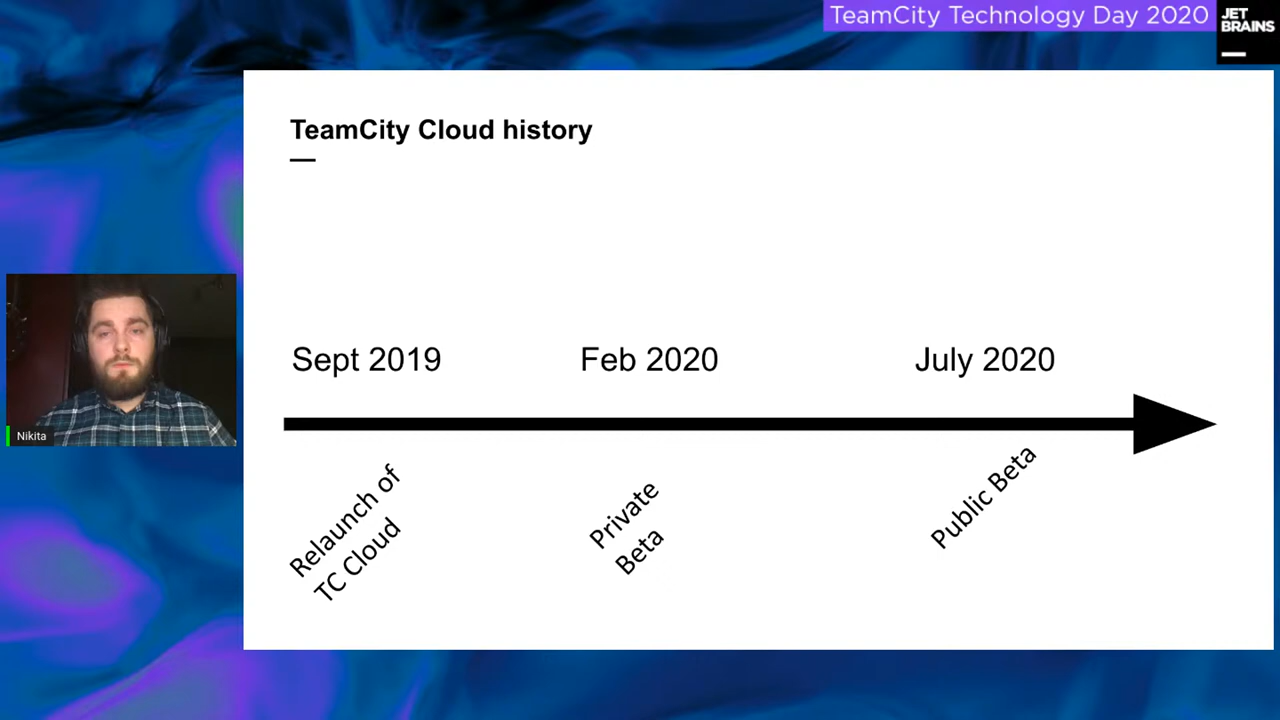 TeamCity Technology Day 2020
JET
BRAINS
TeamCity Cloud history
Sept 2019
Feb 2020
July 2020
Relaunch of
TC Cloud
Private
Beta
Public Beta
Nikita